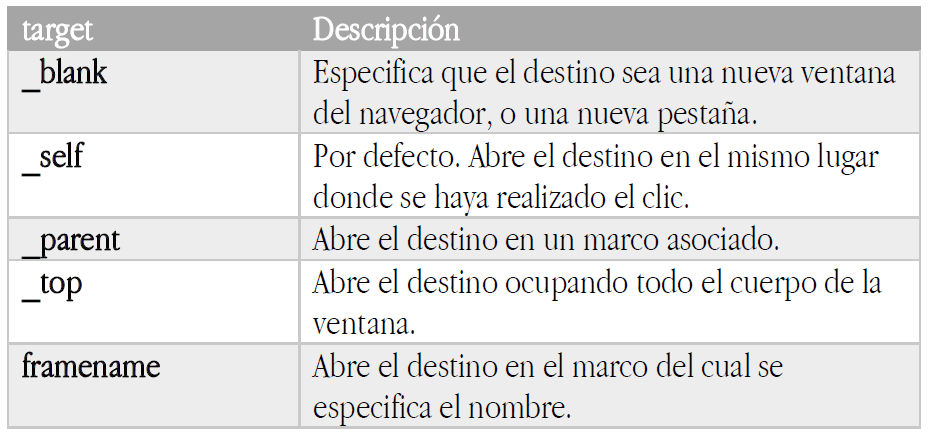 target Descripción
_blank Especifica que el destino sea una nueva ventana
del navegador, o una nueva pestaña.
_self Por defecto. Abre el destino en el mismo lugar
donde se haya realizado el clic.
_parent Abre el destino en un marco asociado.
_top Abre el destino ocupando todo el cuerpo de la
ventana.
framename Abre el destino en el marco del cual se
especifica el nombre.